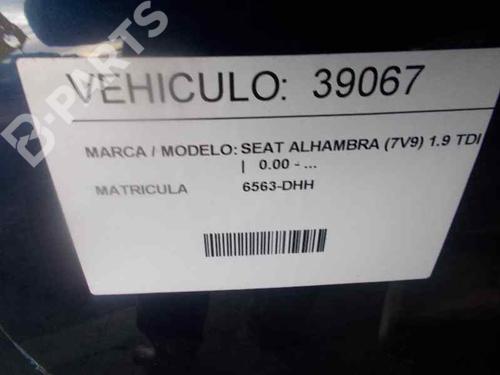 B-PARTS
VEHICULO: 39067
MARCA / MODELO: SEAT ALHAMBRA (7V9) 1.9 TDI
| 0.00 - ...
MATRICULA 6563-DHH